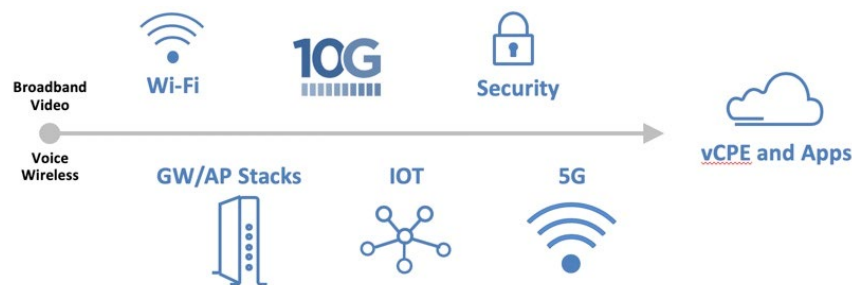 Wi-Fi
10G
Security
Broadband
Video
Voice
Wireless
vCPE and Apps
GW/AP Stacks
IOT
5G